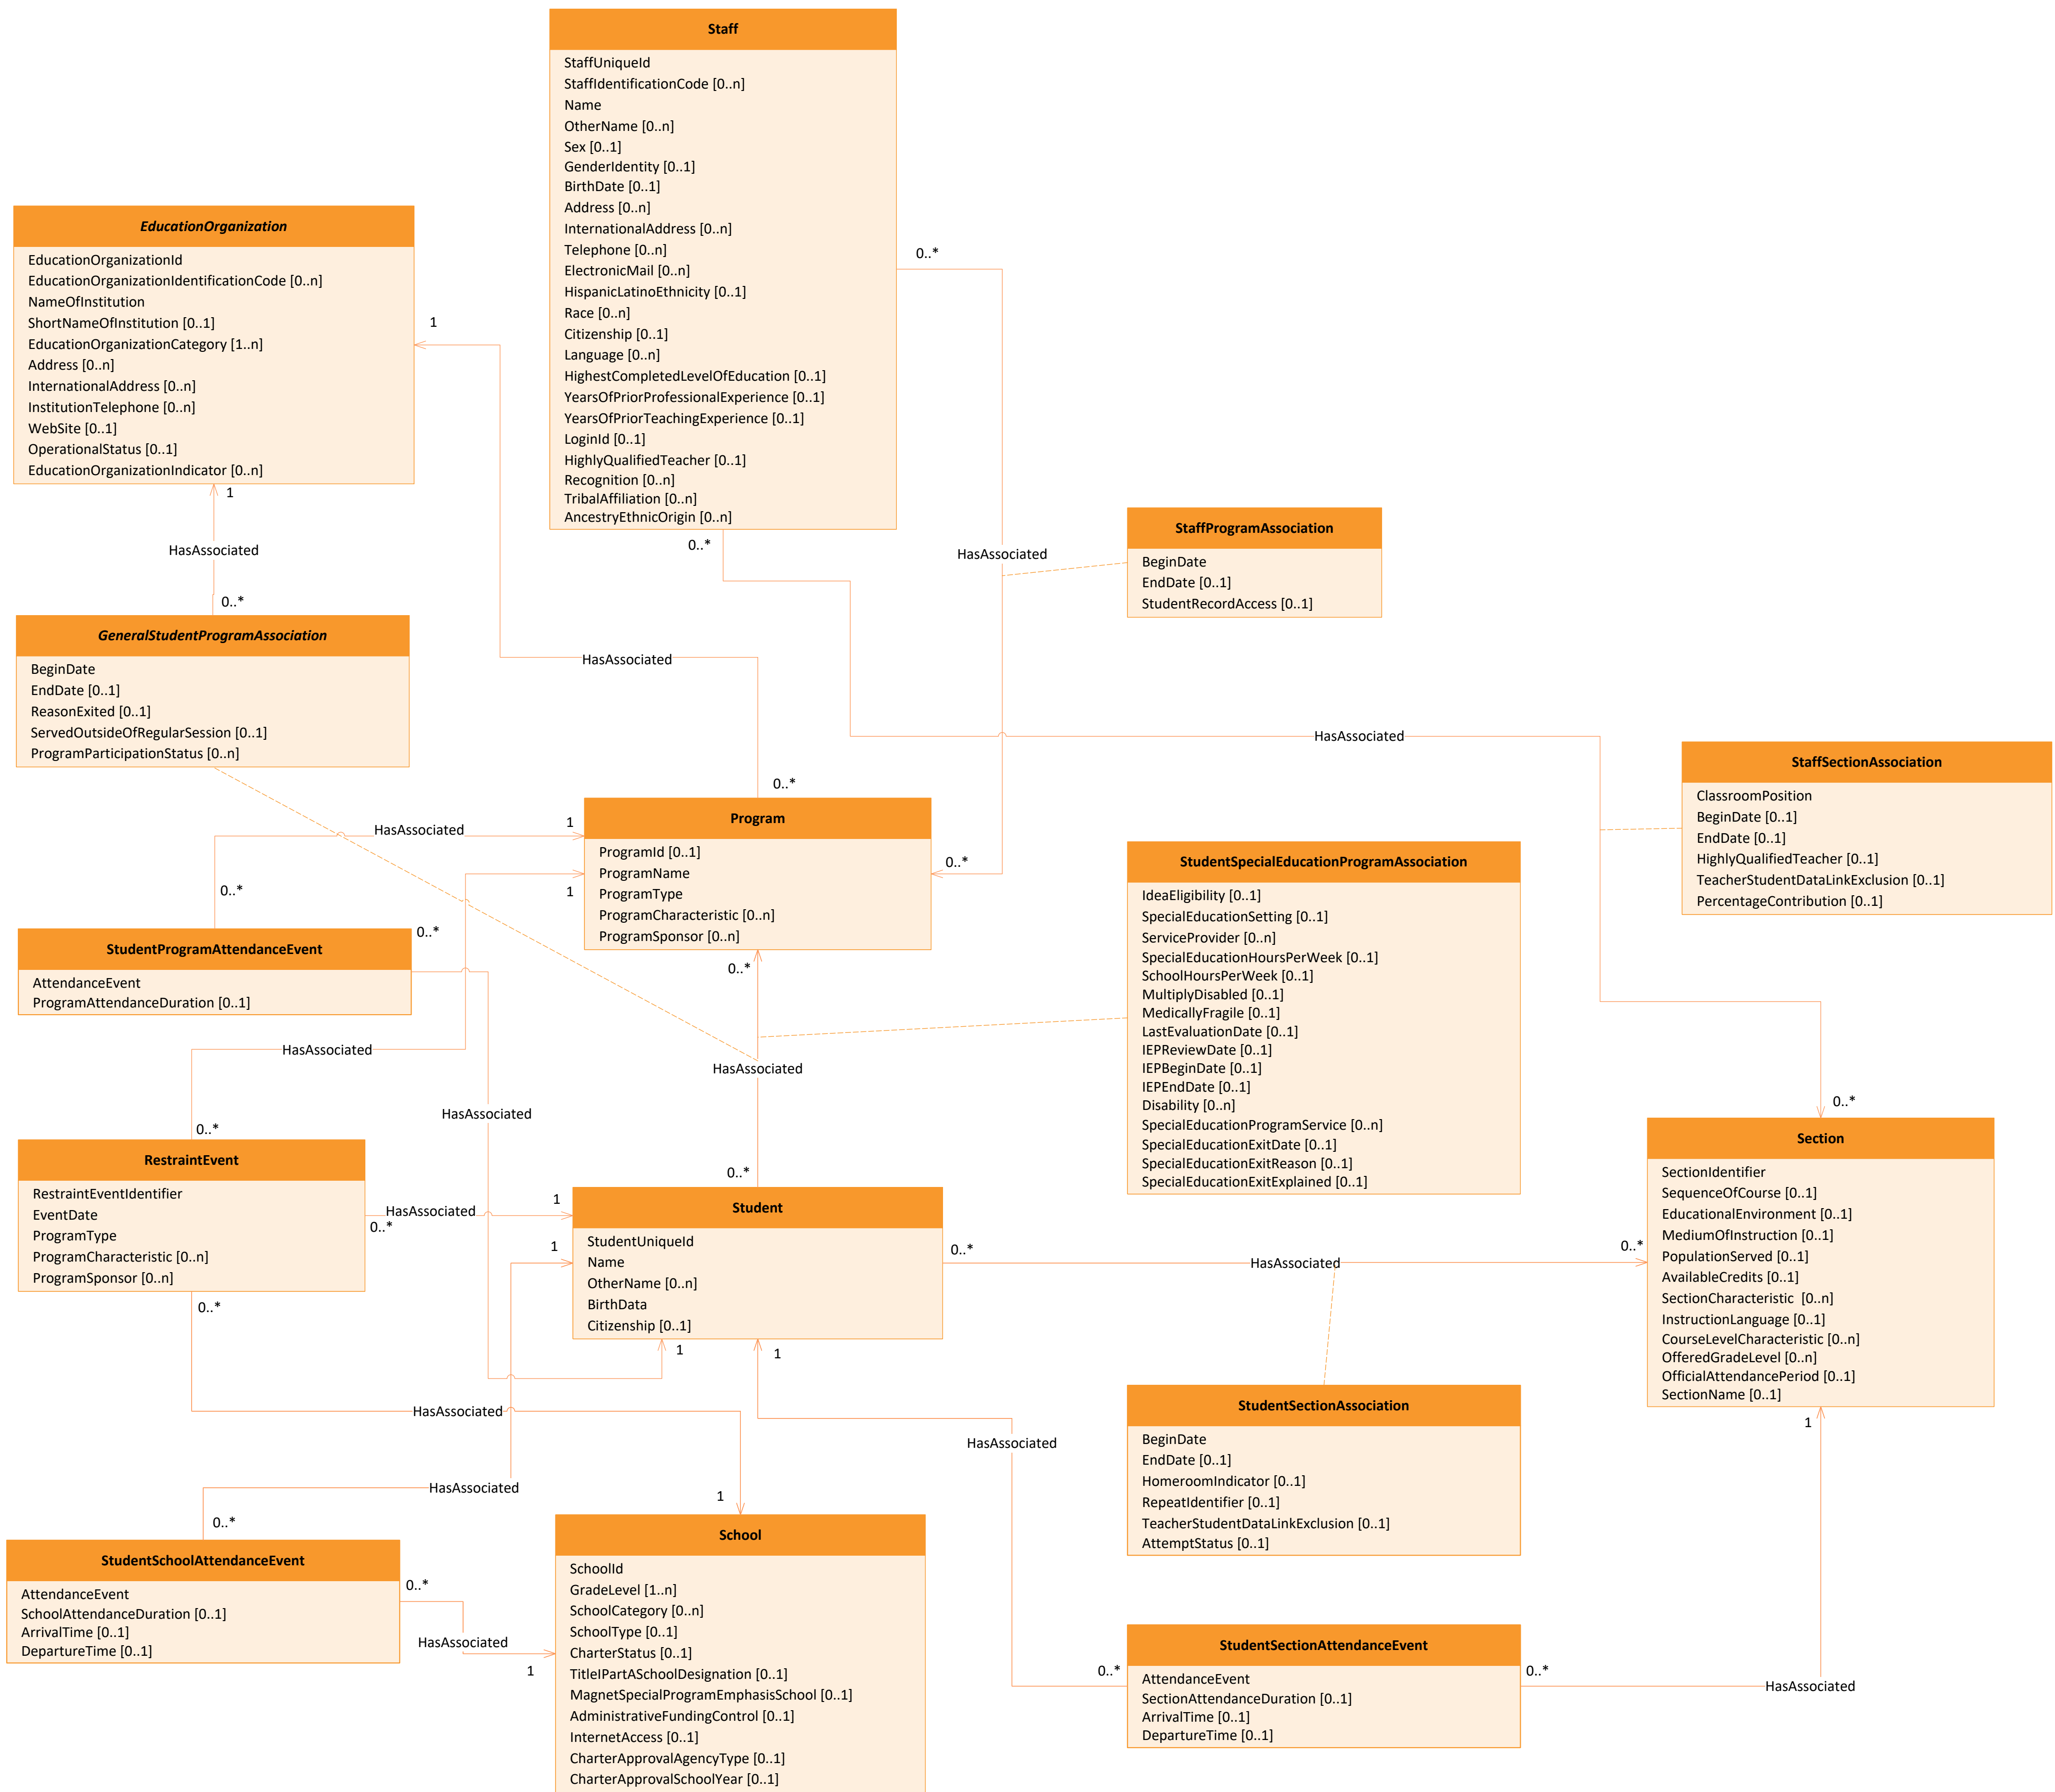 Staff
StaffUniqueId
StaffIdentificationCode [0..n]
Name
OtherName [0..n]
Sex [0..1]
GenderIdentity [0..1]
BirthDate [0..1]
Address [0..n]
InternationalAddress [0..n]
Telephone [0..n]
ElectronicMail [0..n]
HispanicLatinoEthnicity [0..1]
Race [0..n]
Citizenship [0..1]
Language [0..n]
HighestCompletedLevelOfEducation [0..1]
YearsOfPriorProfessionalExperience [0..1]
YearsOfPriorTeachingExperience [0..1]
LoginId [0..1]
HighlyQualifiedTeacher [0..1]
Recognition [0..n]
TribalAffiliation [0..n]
AncestryEthnicOrigin [0..n]
0..*
0..*
EducationOrganization
EducationOrganizationId
EducationOrganizationIdentificationCode [0..n]
NameOfInstitution
ShortNameOfInstitution [0..1]
EducationOrganizationCategory [1..n]
Address [0..n]
InternationalAddress [0..n]
InstitutionTelephone [0..n]
WebSite [0..1]
OperationalStatus [0..1]
EducationOrganizationIndicator [0..n]
1
1
HasAssociated
0..*
HasAssociated
StaffProgramAssociation
BeginDate
EndDate [0..1]
StudentRecordAccess [0..1]
GeneralStudentProgramAssociation
BeginDate
EndDate [0..1]
ReasonExited [0..1]
ServedOutsideOfRegularSession [0..1]
ProgramParticipationStatus [0..n]
HasAssociated
HasAssociated
StaffSectionAssociation
ClassroomPosition
BeginDate [0..1]
EndDate [0..1]
HighlyQualifiedTeacher [0..1]
TeacherStudentDataLinkExclusion [0..1]
PercentageContribution [0..1]
0..*
HasAssociated
1
Program
ProgramId [0..1]
ProgramName
ProgramType
ProgramCharacteristic [0..n]
ProgramSponsor [0..n]
0..*
1
0..*
0..*
0..*
StudentProgramAttendanceEvent
AttendanceEvent
ProgramAttendanceDuration [0..1]
StudentSpecialEducationProgramAssociation
IdeaEligibility [0..1]
SpecialEducationSetting [0..1]
ServiceProvider [0..n]
SpecialEducationHoursPerWeek [0..1]
SchoolHoursPerWeek [0..1]
MultiplyDisabled [0..1]
MedicallyFragile [0..1]
LastEvaluationDate [0..1]
IEPReviewDate [0..1]
IEPBeginDate [0..1]
IEPEndDate [0..1]
Disability [0..n]
SpecialEducationProgramService [0..n]
SpecialEducationExitDate [0..1]
SpecialEducationExitReason [0..1]
SpecialEducationExitExplained [0..1]
HasAssociated
HasAssociated
HasAssociated
0..*
0..*
0..*
RestraintEvent
RestraintEventIdentifier
EventDate
ProgramType
ProgramCharacteristic [0..n]
ProgramSponsor [0..n]
HasAssociated
0..*
1
1
0..*
Student
StudentUniqueId
Name
OtherName [0..n]
BirthData
Citizenship [0..1]
0..*
HasAssociated
0..*
Section
SectionIdentifier
SequenceOfCourse [0..1]
EducationalEnvironment [0..1]
MediumOfInstruction [0..1]
PopulationServed [0..1]
AvailableCredits [0..1]
SectionCharacteristic [0..n]
InstructionLanguage [0..1]
CourseLevelCharacteristic [0..n]
OfferedGradeLevel [0..n]
OfficialAttendancePeriod [0..1]
SectionName [0..1]
1
1
1
HasAssociated
HasAssociated
StudentSectionAssociation
BeginDate
EndDate [0..1]
HomeroomIndicator [0..1]
RepeatIdentifier [0..1]
TeacherStudentDataLinkExclusion [0..1]
AttemptStatus [0..1]
HasAssociated
0..*
1
StudentSchoolAttendanceEvent
AttendanceEvent
SchoolAttendanceDuration [0..1]
ArrivalTime [0..1]
DepartureTime [0..1]
0..*
HasAssociated
1
School
SchoolId
GradeLevel [1..n]
SchoolCategory [0..n]
SchoolType [0..1]
CharterStatus [0..1]
TitleIPartASchoolDesignation [0..1]
MagnetSpecialProgramEmphasisSchool [0..1]
AdministrativeFundingControl [0..1]
InternetAccess [0..1]
CharterApprovalAgencyType [0..1]
CharterApprovalSchoolYear [0..1]
0..*
StudentSectionAttendanceEvent
AttendanceEvent
SectionAttendanceDuration [0..1]
ArrivalTime [0..1]
DepartureTime [0..1]
0..*
HasAssociated